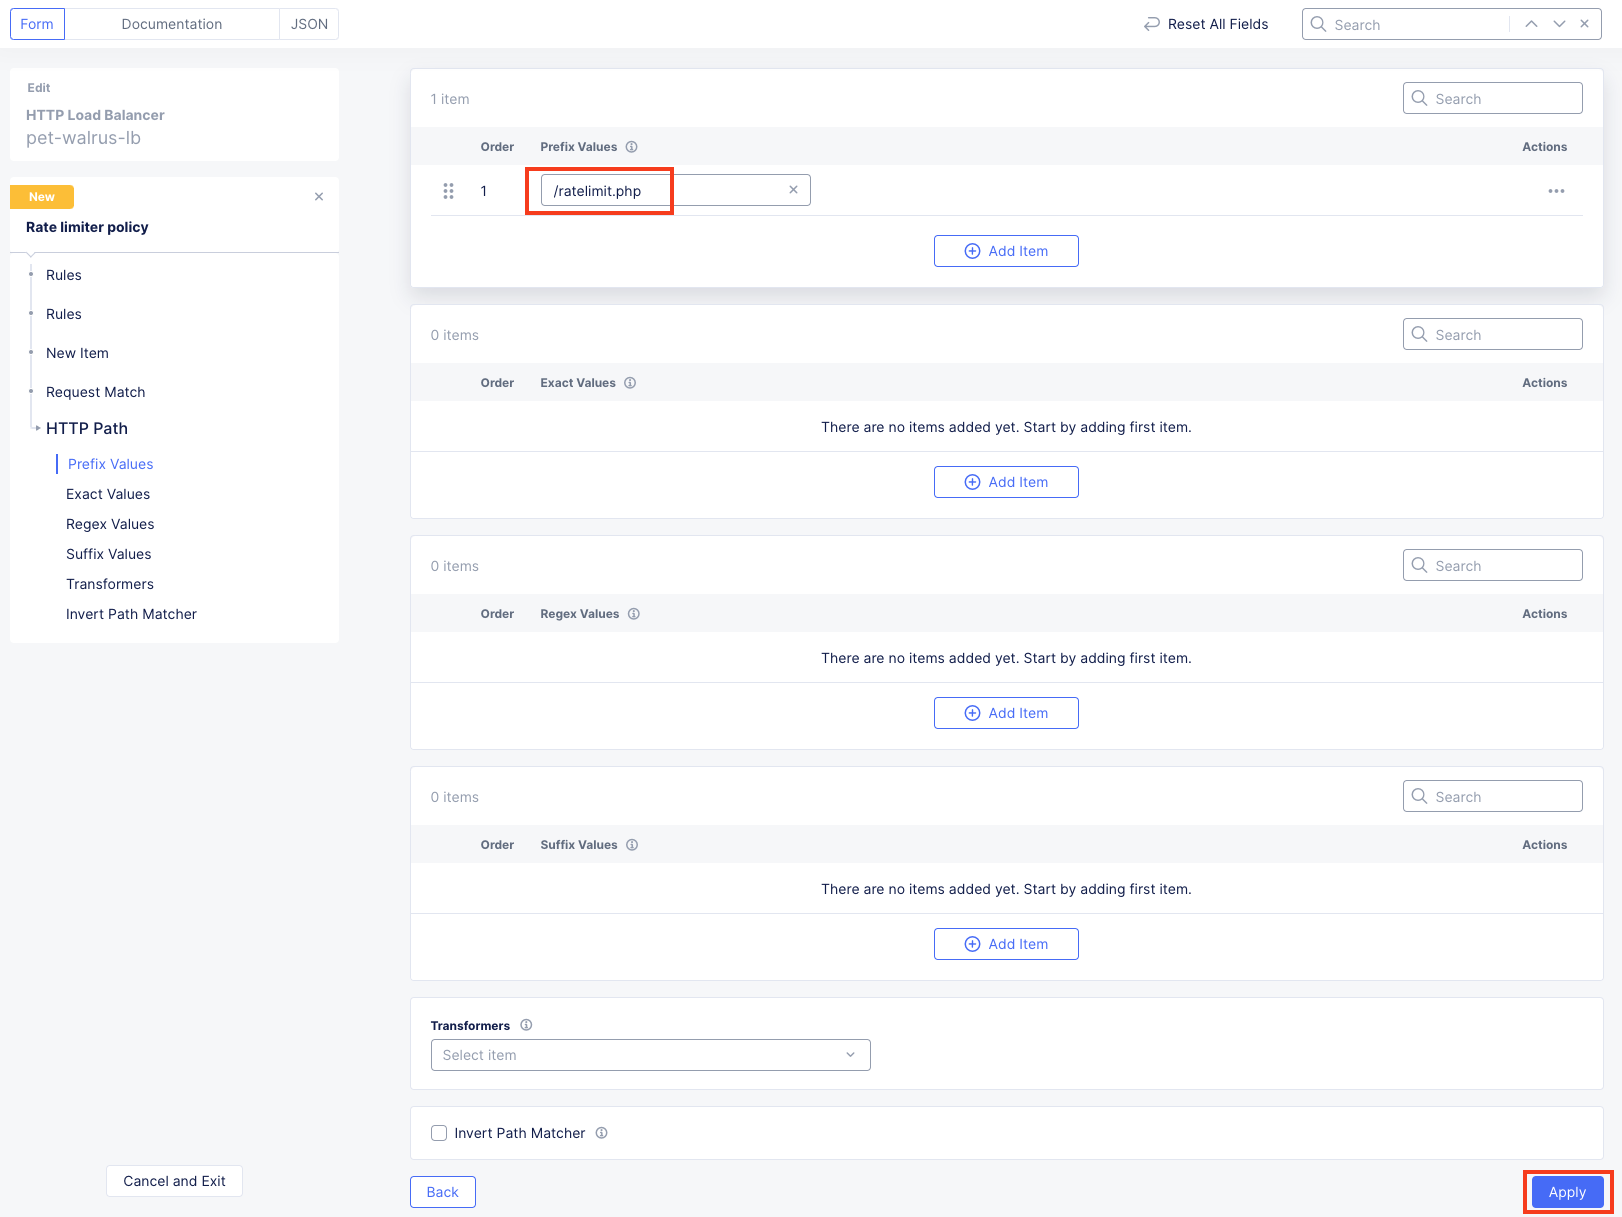 Form
Documentation
JSON
Reset All Fields
Search
Edit
HTTP Load Balancer
pet-walrus-lb
New
Rate limiter policy
Rules
Rules
New Item
Request Match
HTTP Path
Prefix Values
Exact Values
Regex Values
Suffix Values
Transformers
Invert Path Matcher
Cancel and Exit
1 item
Search
Order Prefix Values Actions
1 /ratelimit.php
Add Item
0 items
Search
Order Exact Values Actions
There are no items added yet. Start by adding first item.
Add Item
0 items
Search
Order Regex Values Actions
There are no items added yet. Start by adding first item.
Add Item
0 items
Search
Order Suffix Values Actions
There are no items added yet. Start by adding first item.
Add Item
Transformers
Select item
Invert Path Matcher
Back
Apply